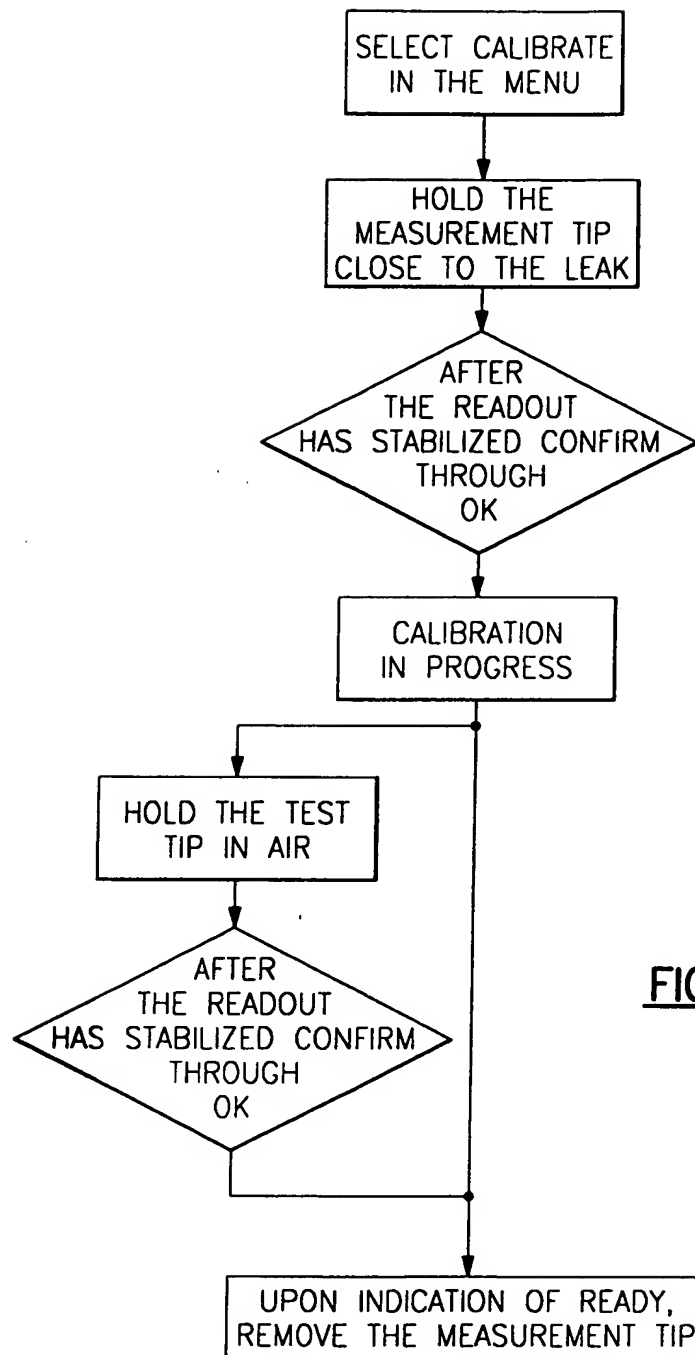 SELECT CALIBRATE
IN THE MENU
HOLD THE
MEASUREMENT TIP
CLOSE TO THE LEAK
AFTER
THE READOUT
HAS STABILIZED CONFIRM
THROUGH
OK
CALIBRATION
IN PROGRESS
HOLD THE TEST
TIP IN AIR
AFTER
THE READOUT
HAS STABILIZED CONFIRM
THROUGH
OK
FIG
UPON INDICATION OF READY,
REMOVE THE MEASUREMENT TIP